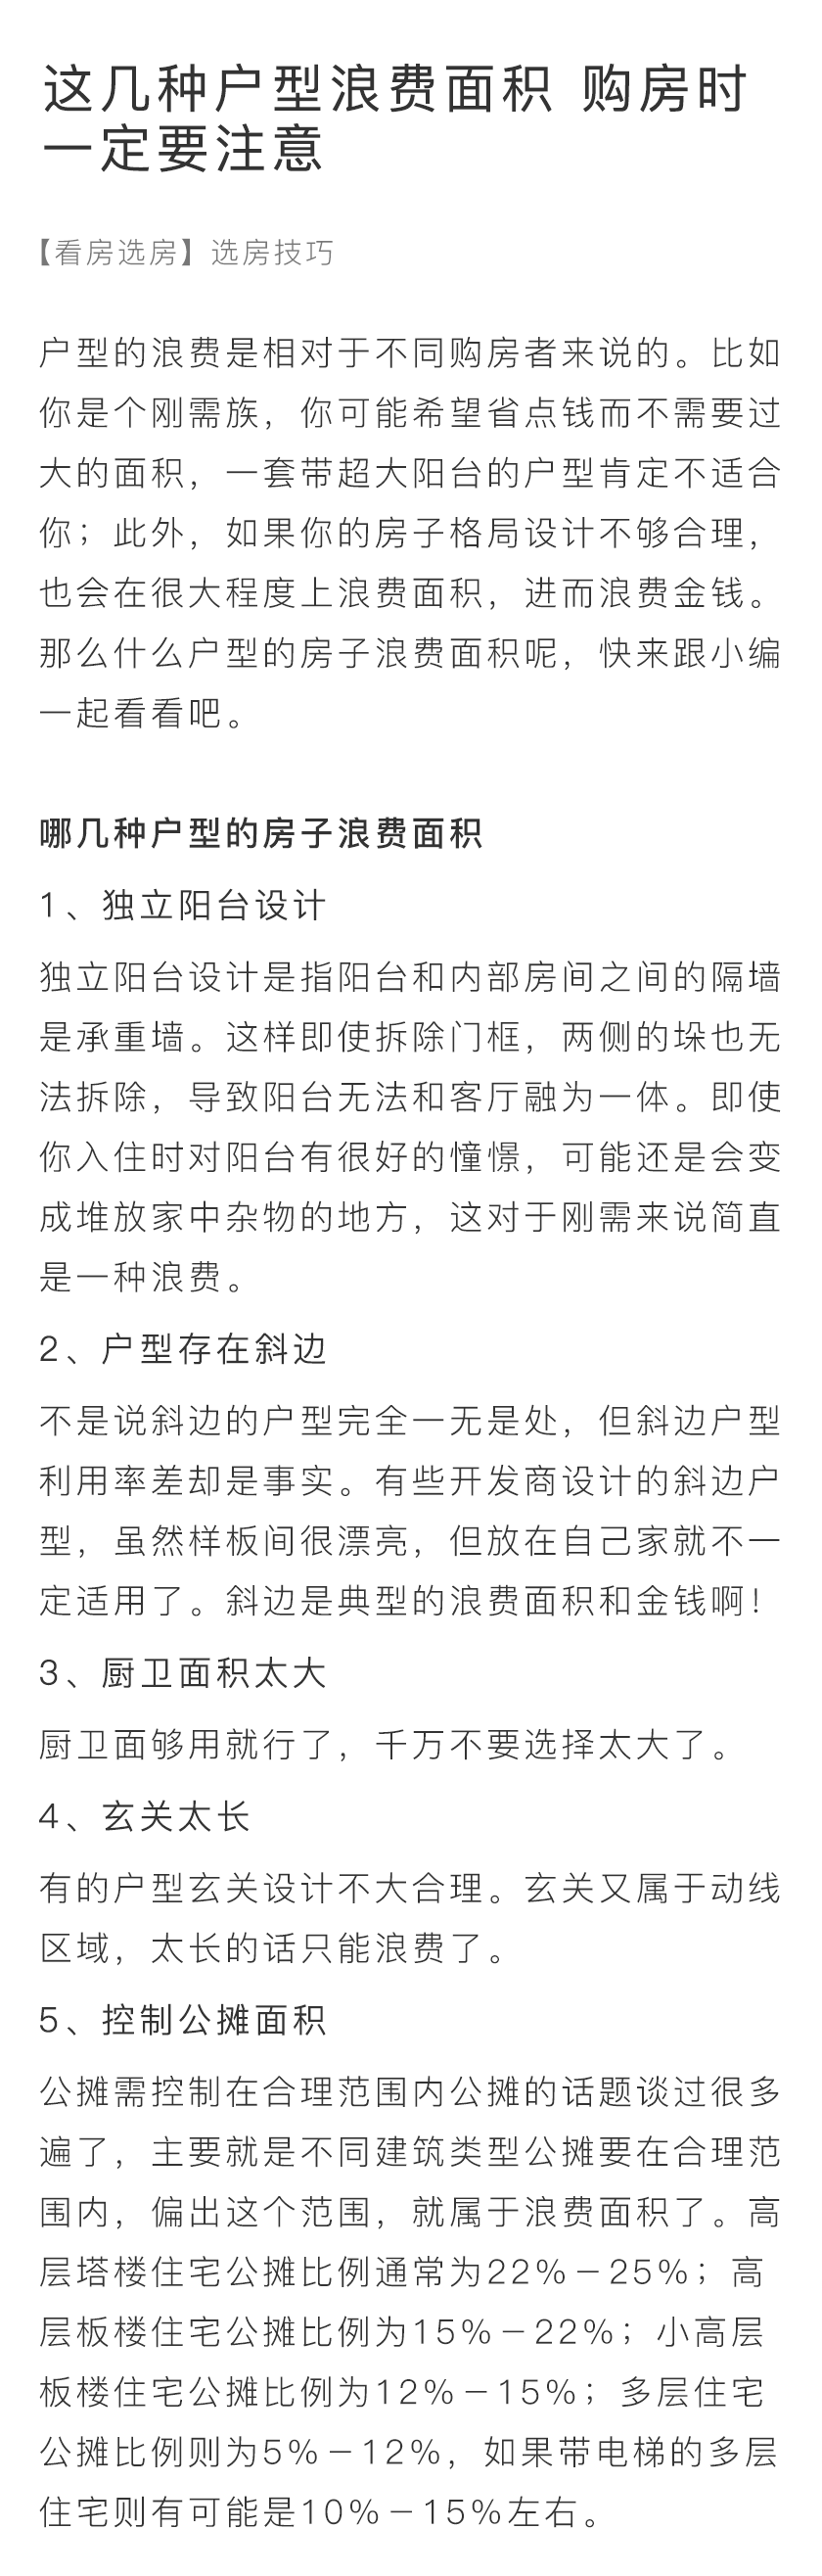 这几种户型浪费面积 购房时
一定要注意
【看房选房】选房技巧
户型的浪费是相对于不同购房者来说的。比如
你是个刚需族，你可能希望省点钱而不需要过
大的面积，一套带超大阳台的户型肯定不适合
你；此外，如果你的房子格局设计不够合理，
也会在很大程度上浪费面积，进而浪费金钱。
那么什么户型的房子浪费面积呢，快来跟小编
一起看看吧。
哪几种户型的房子浪费面积
1、独立阳台设计
独立阳台设计是指阳台和内部房间之间的隔墙
是承重墙。这样即使拆除门框，两侧的垛也无
法拆除，导致阳台无法和客厅融为一体。即使
你入住时对阳台有很好的憧憬，可能还是会变
成堆放家中杂物的地方，这对于刚需来说简直
是一种浪费。
2、户型存在斜边
不是说斜边的户型完全一无是处，但斜边户型
利用率差却是事实。有些开发商设计的斜边户
型，虽然样板间很漂亮，但放在自己家就不一
定适用了。斜边是典型的浪费面积和金钱啊！
3、厨卫面积太大
厨卫面够用就行了，千万不要选择太大了。
4、玄关太长
有的户型玄关设计不大合理。玄关又属于动线
区域，太长的话只能浪费了。
5、控制公摊面积
公摊需控制在合理范围内公摊的话题谈过很多
遍了，主要就是不同建筑类型公摊要在合理范
围内，偏出这个范围，就属于浪费面积了。高
层塔楼住宅公摊比例通常为22%－25%；高
层板楼住宅公摊比例为15%－22%；小高层
板楼住宅公摊比例为12%－15%；多层住宅
公摊比例则为5%－12%，如果带电梯的多层
住宅则有可能是10%－15%左右。